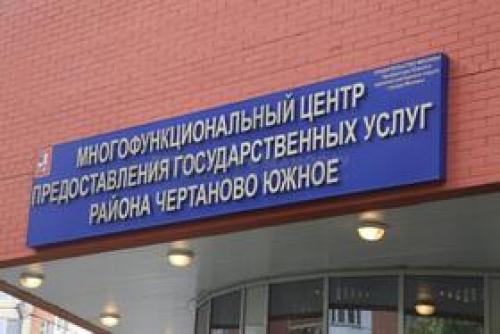 МНОГОФУНКЦИОНАЛЬНЫЙ ЦЕНТР
ПРЕДОСТАВЛЕНИЯ ГОСУДАРСТВЕННЫХ УСЛУГ
РАЙОНА ЧЕРТАНОВО ЮЖНОЕ